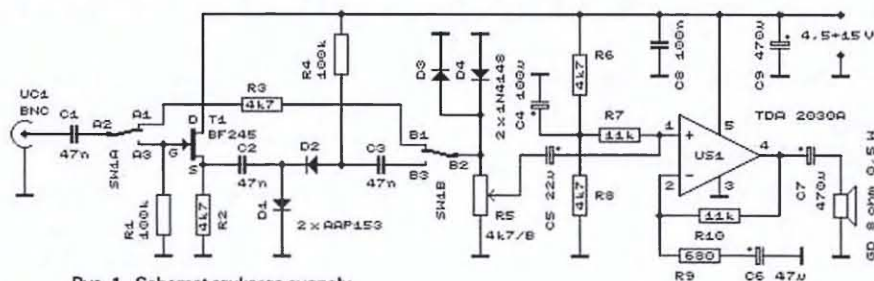 UC1
BNC
C1
47n
A2
A1
A3
SW1A
R1
100k
D
T1
BF245
G
S
R2
4k7
R3
4k7
C2
47n
D1
D2
2×AAP153
R4
100k
C3
47n
B1
B2
B3
SW1B
D3
D4
2×1N4148
R5
4k7/B
C4 100u
C5 22u
R6
4k7
R7
11k
R8
4k7
C8 100n
C9 470u
4,5÷15V
TDA 2030A
US1
+
-
1
2
3
4
5
11k
R10
680
R9
C6 47u
C7
470u
GD 8 ohm 0,5W
Rys. 1. Schemat